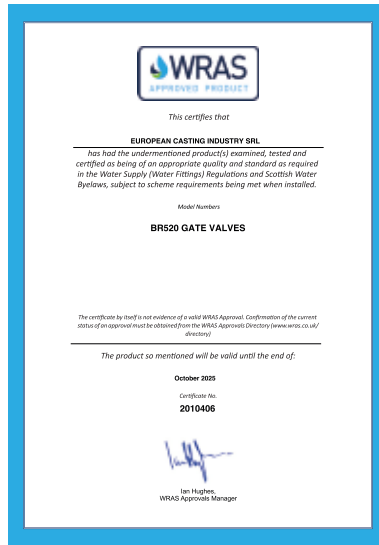 WRAS
APPROVED PRODUCT
This certifies that
EUROPEAN CASTING INDUSTRY SRL
has had the undermentioned product(s) examined, tested and
certified as being of an appropriate quality and standard as required
in the Water Supply (Water Fittings) Regulations and Scottish Water
Byelaws, subject to scheme requirements being met when installed.
Model Numbers
BR520 GATE VALVES
The certificate by itself is not evidence of a valid WRAS Approval. Confirmation of the current
status of an approval must be obtained from the WRAS Approvals Directory (www.wras.co.uk/
directory)
The product so mentioned will be valid until the end of:
October 2025
Certificate No.
2010406
Ian Hughes,
WRAS Approvals Manager